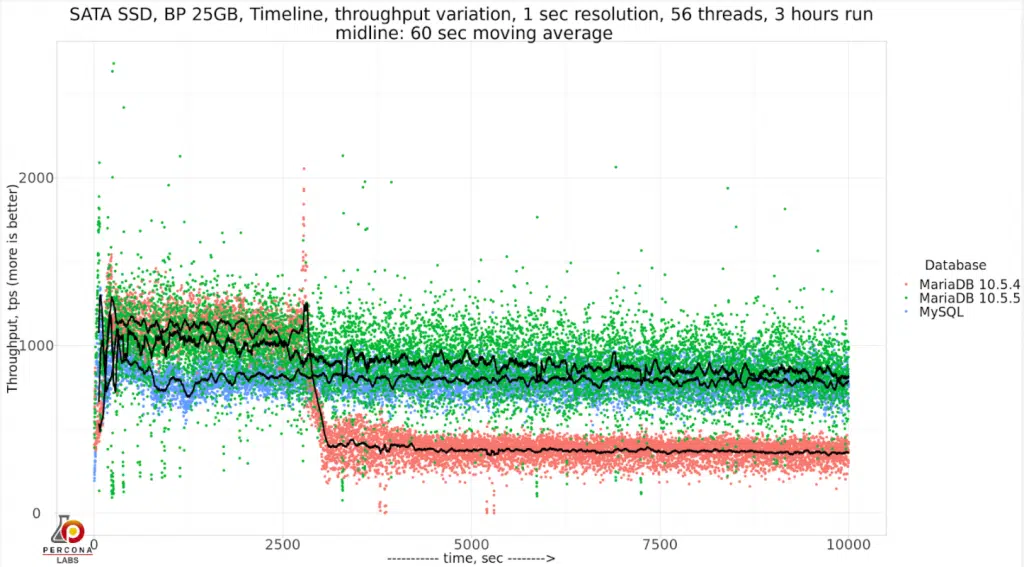 SATA SSD, BP 25GB, Timeline, throughput variation, 1 sec resolution, 56 threads, 3 hours run
midline: 60 sec moving average
Throughput, tps (more is better)
2000
1000
0
0
2500
5000
7500
10000
---------- time, sec -------->
Database
MariaDB 10.5.4
MariaDB 10.5.5
MySQL
PERCONA
LABS